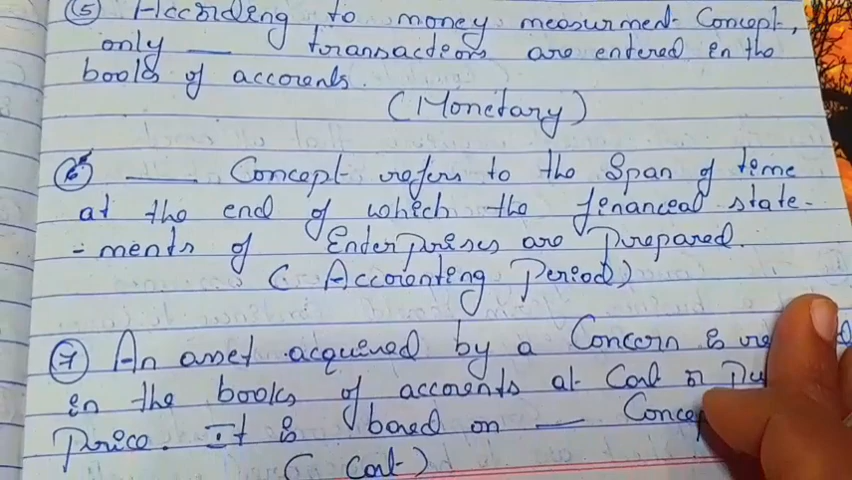 (5) According to money measurment Concept,
only ___ transactions are entered in the
books of accounts.
(Monetary)
(6) ___ Concept refers to the Span of time
at the end of which the financial state-
-ments of Enterprises are Prepared.
(Accounting Period)
(7) An asset acquired by a Concern is
in the books of accounts at Cost or
Price. It is based on ___
(Cost)